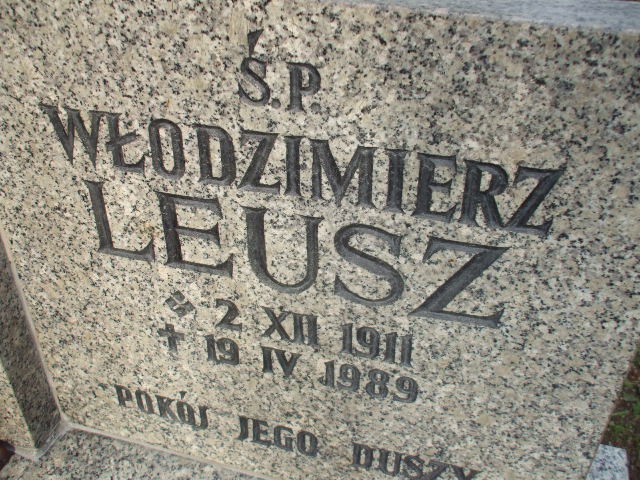 Ś.P.
WŁODZIMIERZ
LEUSZ
* 2 XII 1911
† 19 IV 1989
POKÓJ JEGO DUSZY